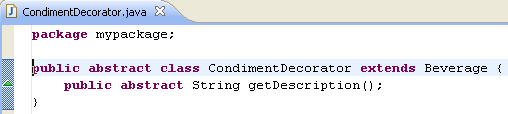 CondimentDecorator.java
package mypackage;
public abstract class CondimentDecorator extends Beverage {
    public abstract String getDescription();
}